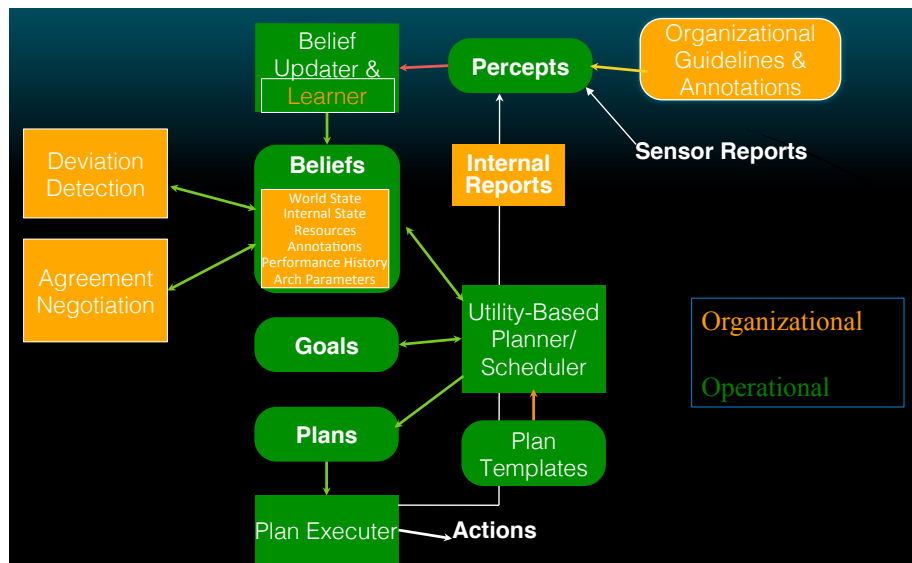 Belief
Updater &
Learner
Percepts
Organizational
Guidelines &
Annotations
Sensor Reports
Internal
Reports
Deviation
Detection
Beliefs
World State
Internal State
Resources
Annotations
Performance History
Arch Parameters
Agreement
Negotiation
Utility-Based
Planner/
Scheduler
Goals
Organizational
Operational
Plans
Plan
Templates
Plan Executer
Actions